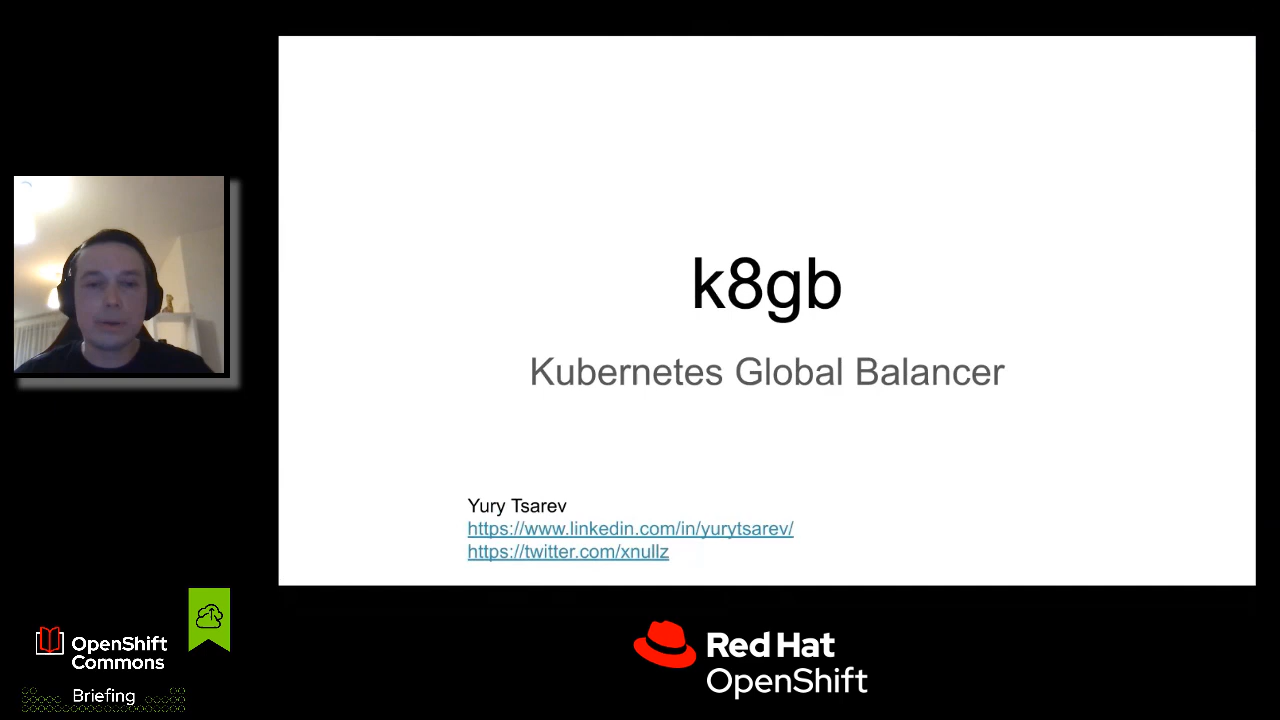 k8gb
Kubernetes Global Balancer
Yury Tsarev
https://www.linkedin.com/in/yurytsarev/
https://twitter.com/xnullz
OpenShift
Commons
Briefing
Red Hat
OpenShift